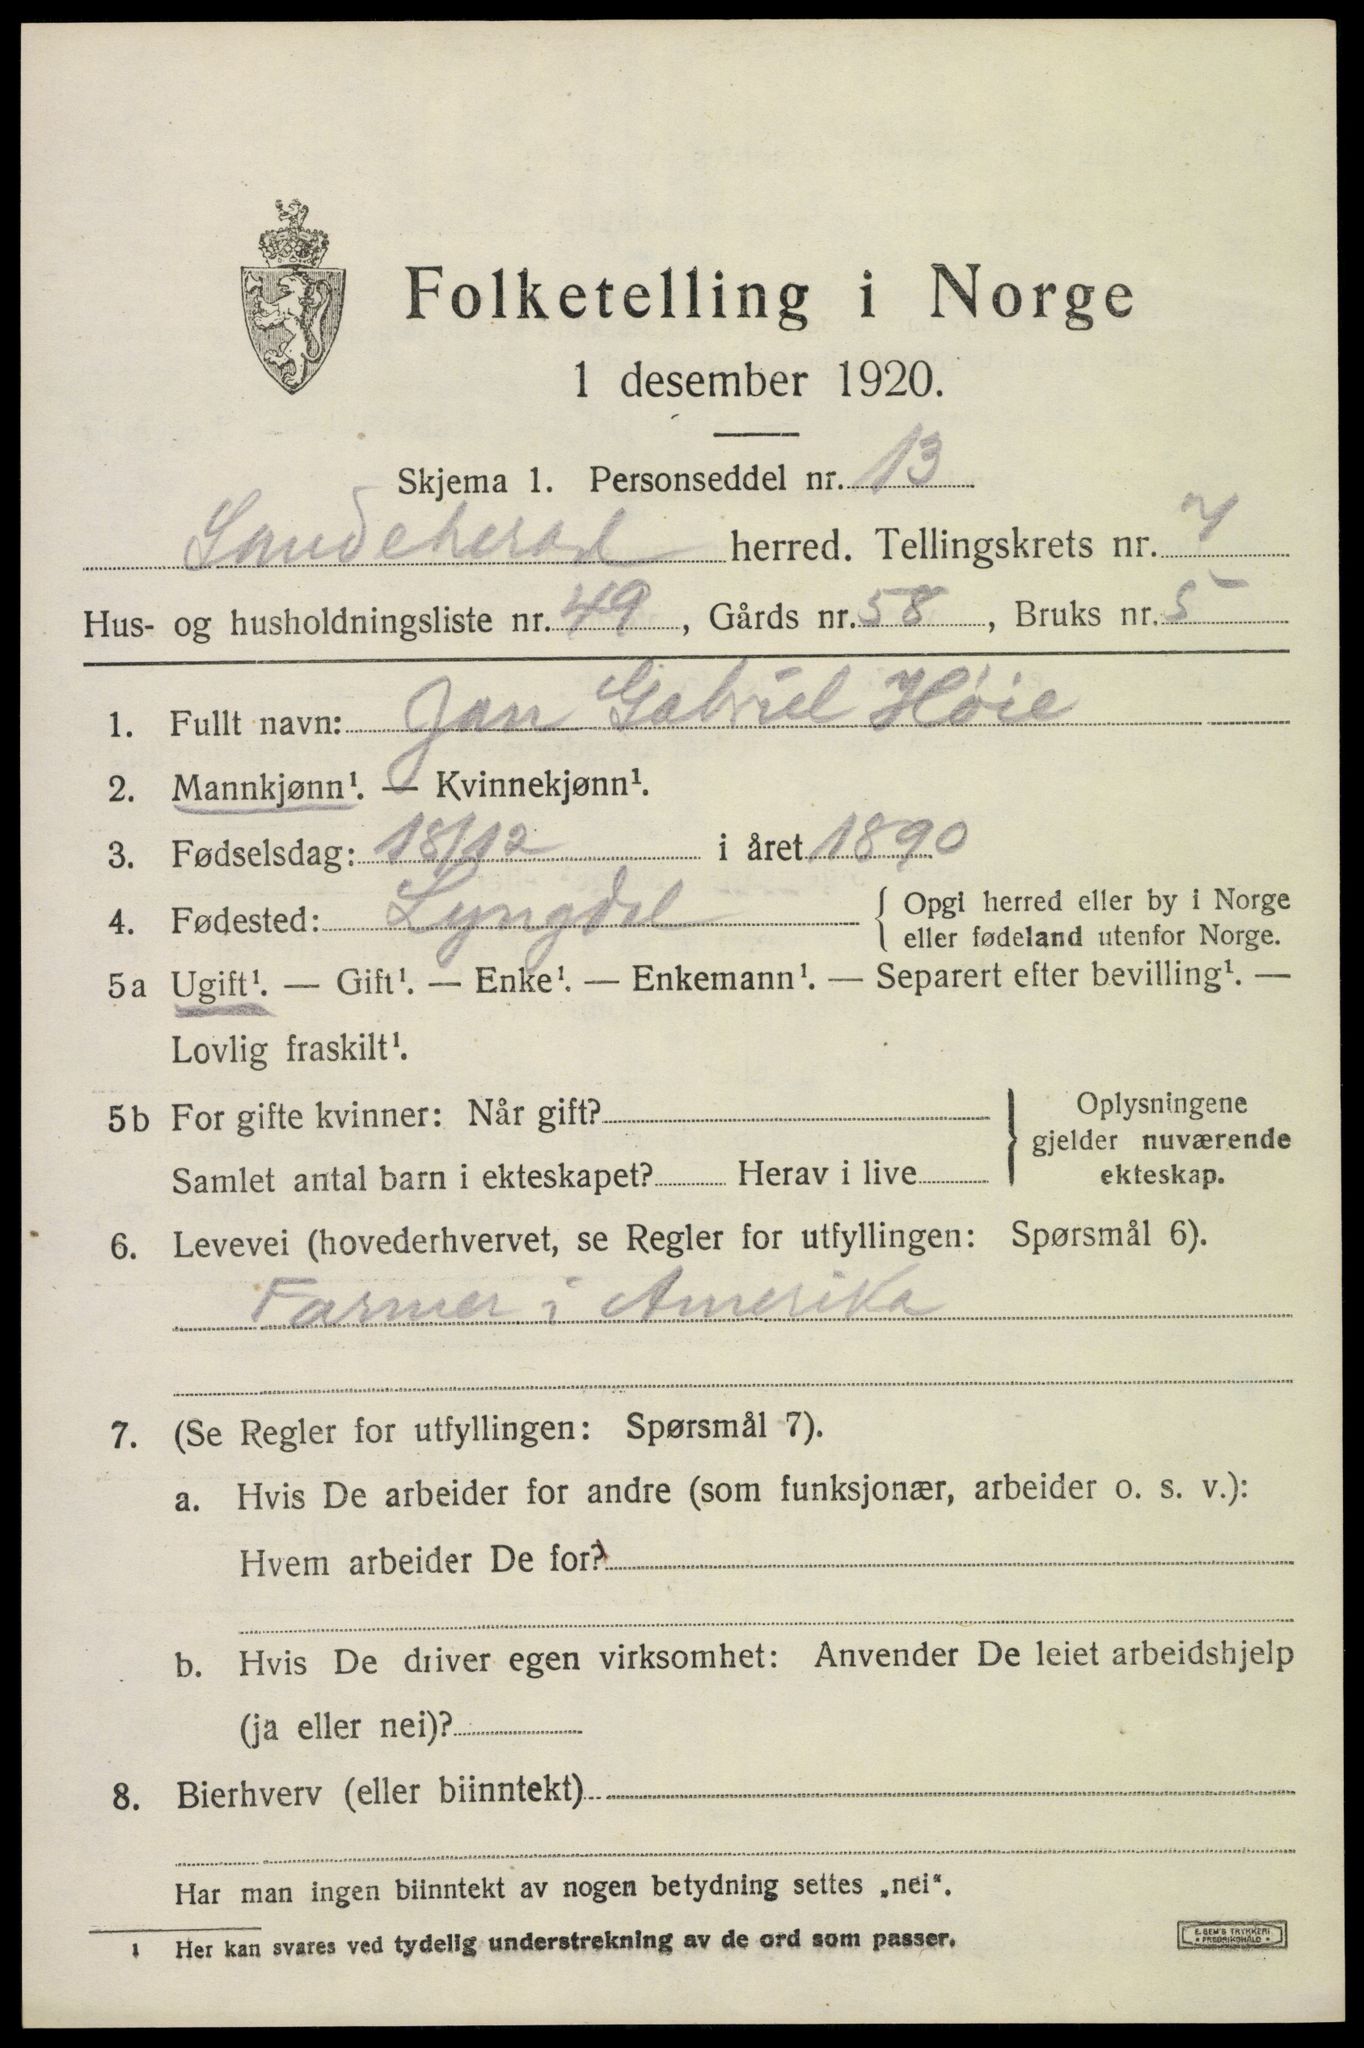 Folketelling i Norge
1 desember 1920.
Skjema 1. Personseddel nr. 13
Sandeherad herred. Tellingskrets nr. 7
Hus- og husholdningsliste nr. 49, Gårds nr. 58, Bruks nr. 5
1. Fullt navn: Jan Gabriel Høie
2. Mannkjønn¹. — Kvinnekjønn¹.
3. Fødselsdag: 18/12 i året 1890
4. Fødested: Lyngdal { Opgi herred eller by i Norge
eller fødeland utenfor Norge.
5a Ugift¹. — Gift¹. — Enke¹. — Enkemann¹. — Separert efter bevilling¹. —
Lovlig fraskilt¹.
5b For gifte kvinner: Når gift? } Oplysningene
gjelder nuværende
Samlet antal barn i ekteskapet? Herav i live ekteskap.
6. Levevei (hovederhvervet, se Regler for utfyllingen: Spørsmål 6).
Farmer i Amerika
7. (Se Regler for utfyllingen: Spørsmål 7).
a. Hvis De arbeider for andre (som funksjonær, arbeider o. s. v.):
Hvem arbeider De for?
b. Hvis De driver egen virksomhet: Anvender De leiet arbeidshjelp
(ja eller nei)?
8. Bierhverv (eller biinntekt)
Har man ingen biinntekt av nogen betydning settes „nei“.
1 Her kan svares ved tydelig understrekning av de ord som passer.
E. SEM'S TRYKKERI
FREDRIKSHALD